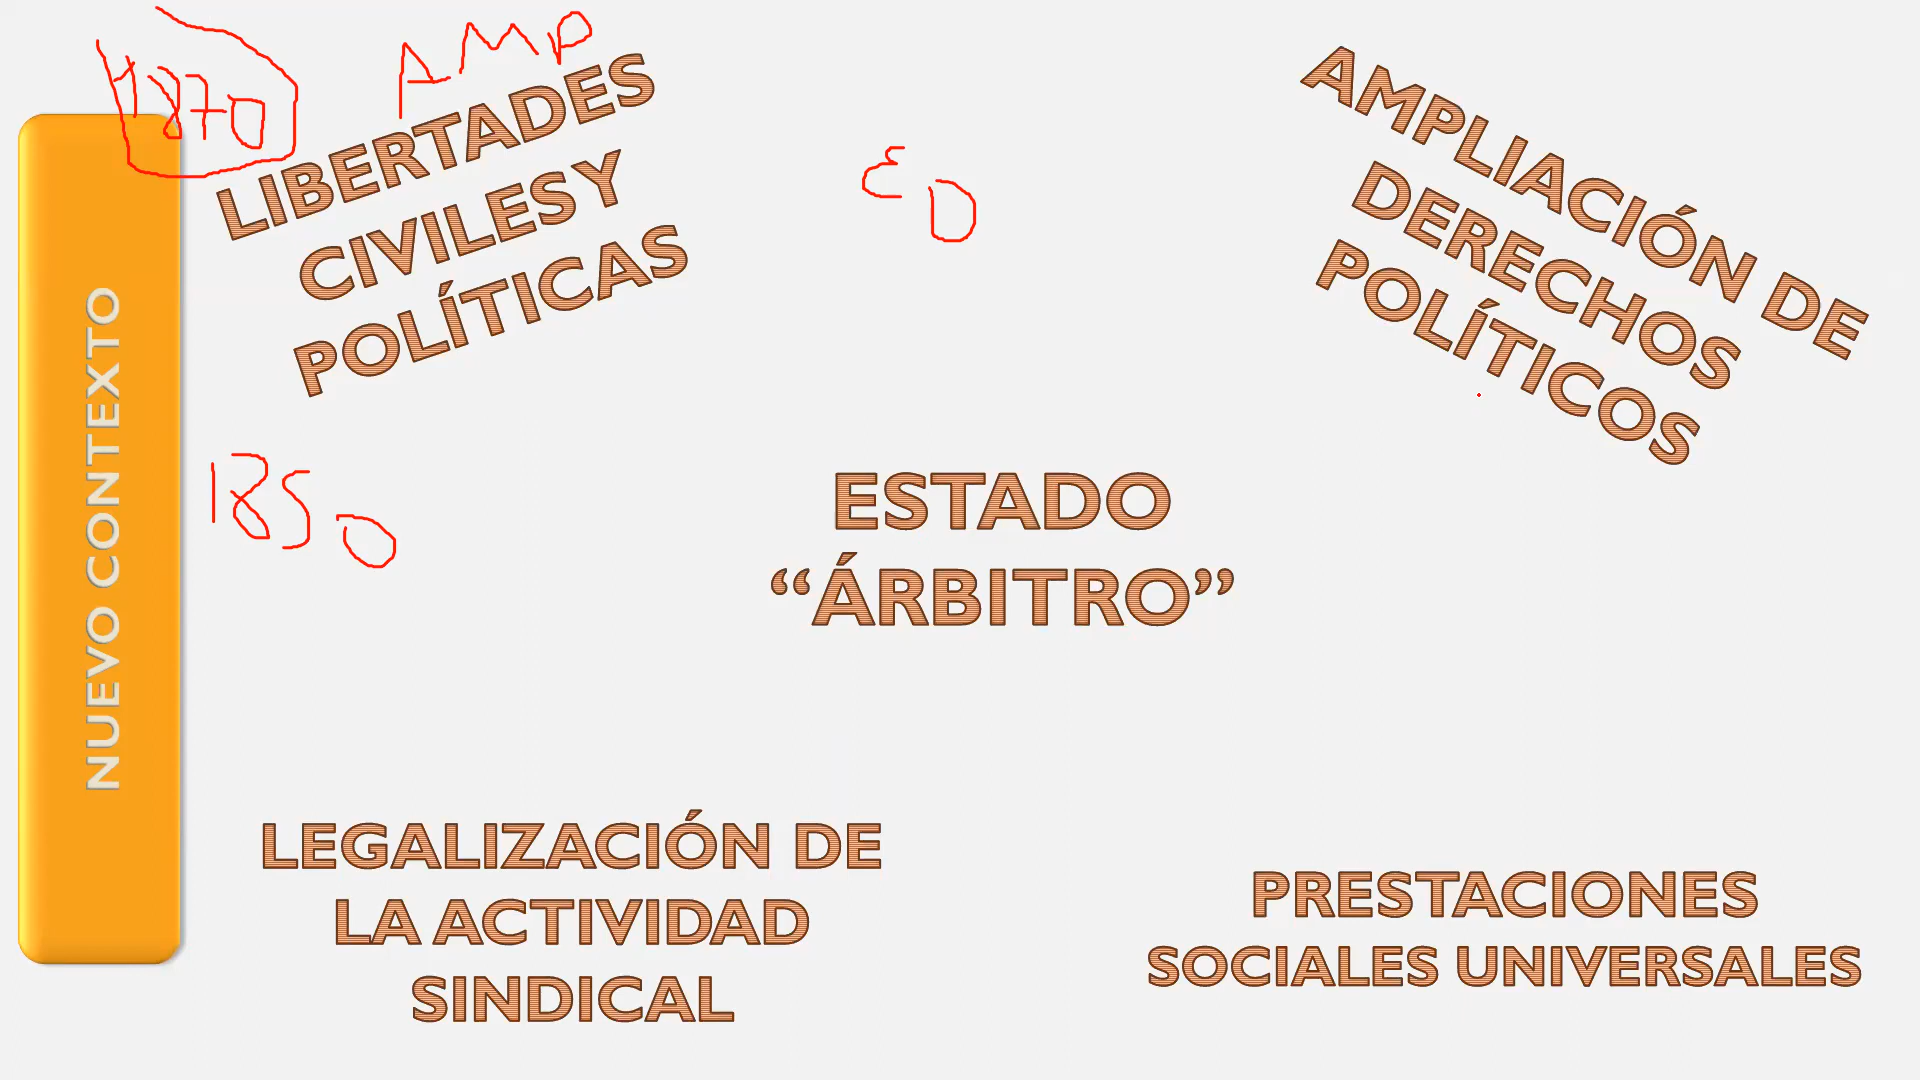 1870
AMP
LIBERTADES
CIVILES Y
POLÍTICAS
ED
AMPLIACIÓN DE
DERECHOS
POLÍTICOS
NUEVO CONTEXTO
1850
ESTADO
“ÁRBITRO”
LEGALIZACIÓN DE
LA ACTIVIDAD
SINDICAL
PRESTACIONES
SOCIALES UNIVERSALES